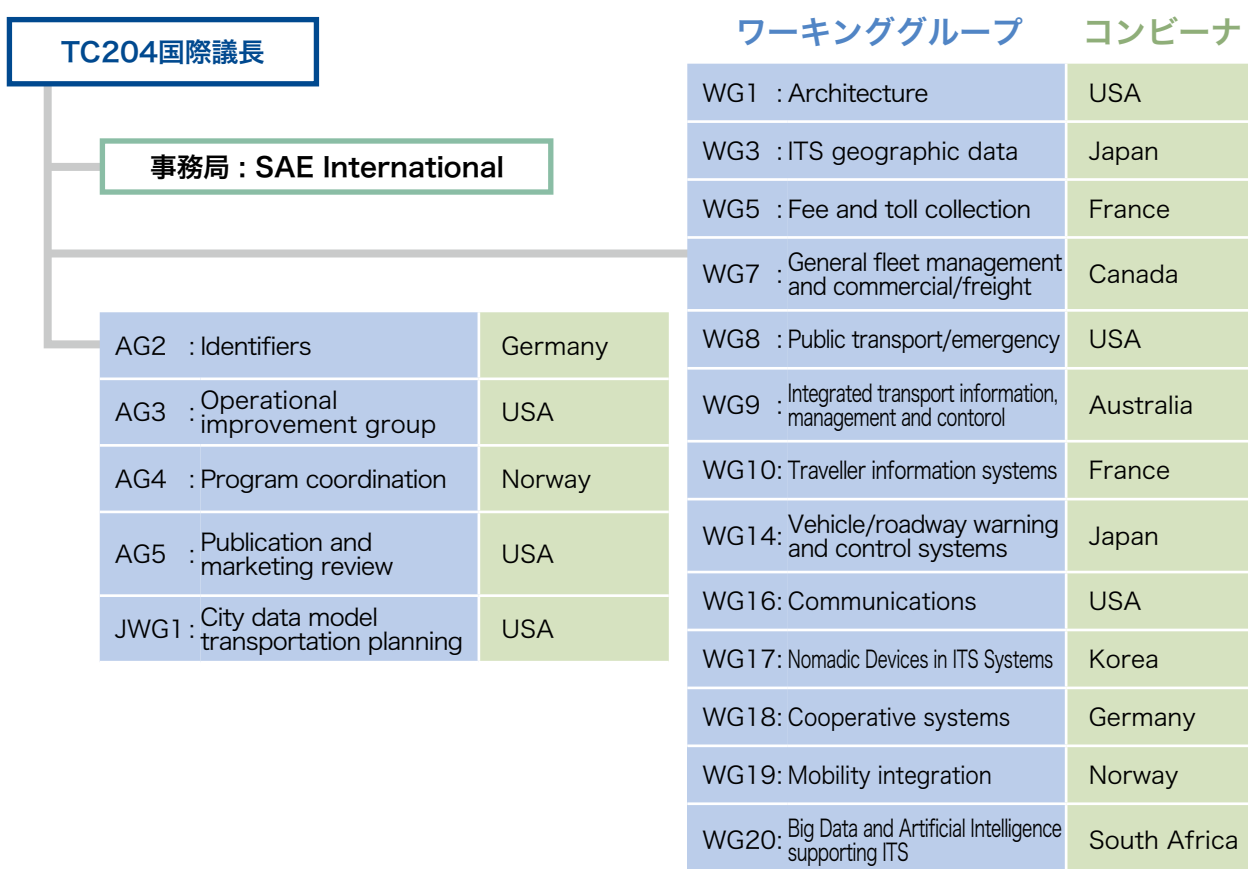 TC204国際議長
事務局：SAE International
AG2 : Identifiers Germany
AG3 : Operational
improvement group USA
AG4 : Program coordination Norway
AG5 : Publication and
marketing review USA
JWG1 : City data model
transportation planning USA
ワーキンググループ コンビーナ
WG1 : Architecture USA
WG3 : ITS geographic data Japan
WG5 : Fee and toll collection France
WG7 : General fleet management
and commercial/freight Canada
WG8 : Public transport/emergency USA
WG9 : Integrated transport information,
management and contorol Australia
WG10: Traveller information systems France
WG14: Vehicle/roadway warning
and control systems Japan
WG16: Communications USA
WG17: Nomadic Devices in ITS Systems Korea
WG18: Cooperative systems Germany
WG19: Mobility integration Norway
WG20: Big Data and Artificial Intelligence
supporting ITS South Africa